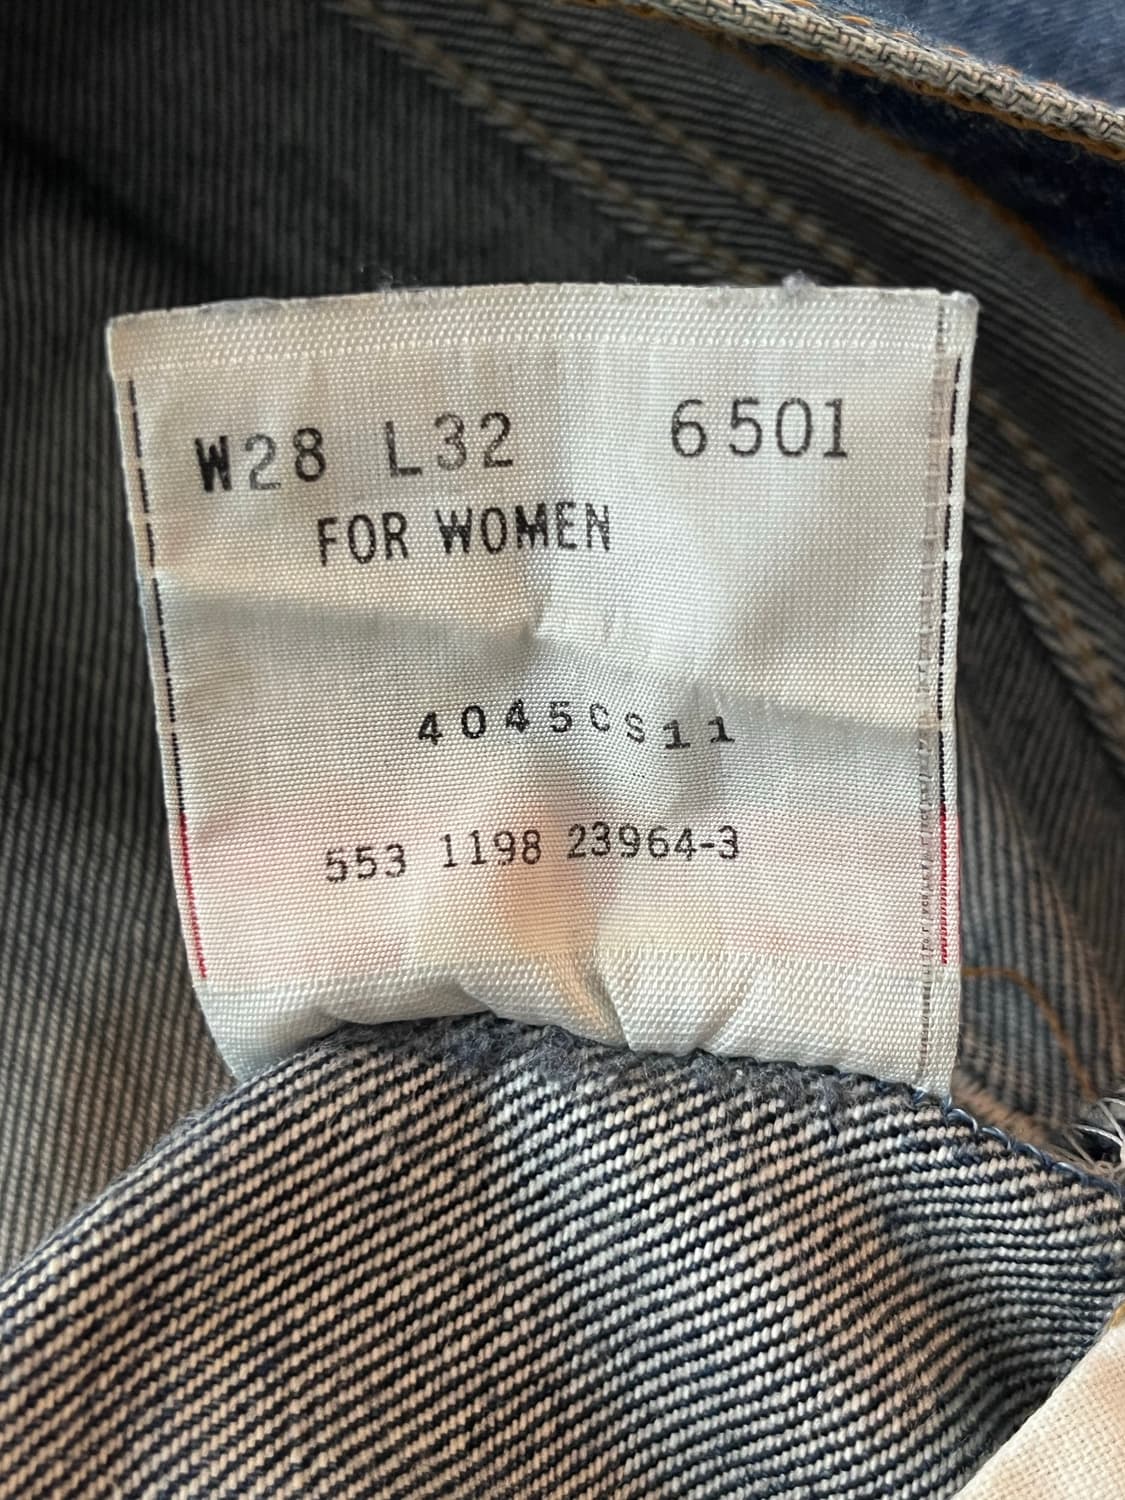 W28 L32 6501
FOR WOMEN
4045CS11
553 1198 23964-3